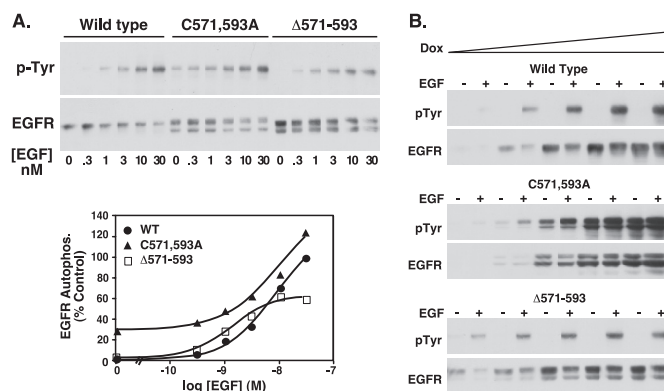 A.
Wild type C571,593A Δ571-593
p-Tyr
EGFR
[EGF] 0 .3 1 3 10 30 0 .3 1 3 10 30 0 .3 1 3 10 30
nM
EGFR Autophos.
(% Control)
140
120
100
80
60
40
20
0
WT
C571,593A
Δ571-593
-10 -9 -8 -7
log [EGF] (M)
B.
Dox
Wild Type
EGF - + - + - + - + - +
pTyr
EGFR
C571,593A
EGF - + - + - + - + - +
pTyr
EGFR
Δ571-593
EGF - + - + - + - + - +
pTyr
EGFR